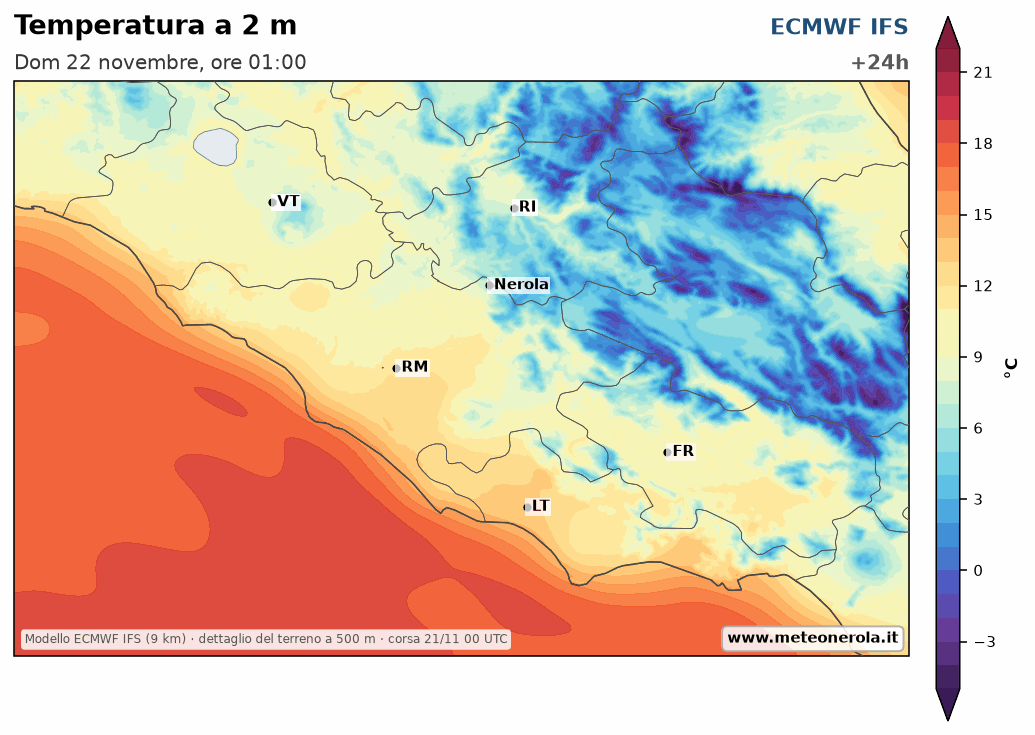 Temperatura a 2 m
ECMWF IFS
Dom 22 novembre, ore 01:00
+24h
VT
RI
Nerola
RM
FR
LT
Modello ECMWF IFS (9 km) · dettaglio del terreno a 500 m · corsa 21/11 00 UTC
www.meteonerola.it
21
18
15
12
9
6
3
0
−3
°C